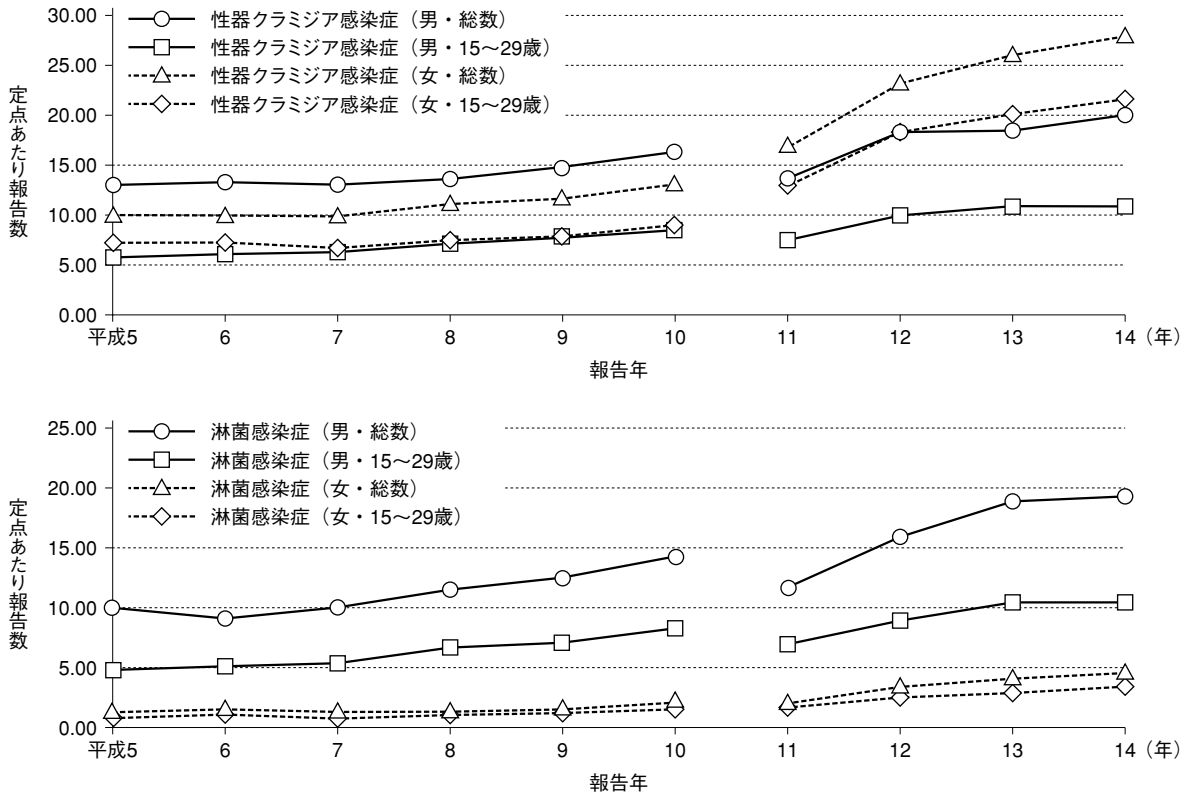 30.00
25.00
20.00
15.00
10.00
5.00
0.00
定点あたり報告数
性器クラミジア感染症（男・総数）
性器クラミジア感染症（男・15～29歳）
性器クラミジア感染症（女・総数）
性器クラミジア感染症（女・15～29歳）
平成5 6 7 8 9 10 11 12 13 14（年）
報告年
25.00
20.00
15.00
10.00
5.00
0.00
定点あたり報告数
淋菌感染症（男・総数）
淋菌感染症（男・15～29歳）
淋菌感染症（女・総数）
淋菌感染症（女・15～29歳）
平成5 6 7 8 9 10 11 12 13 14（年）
報告年